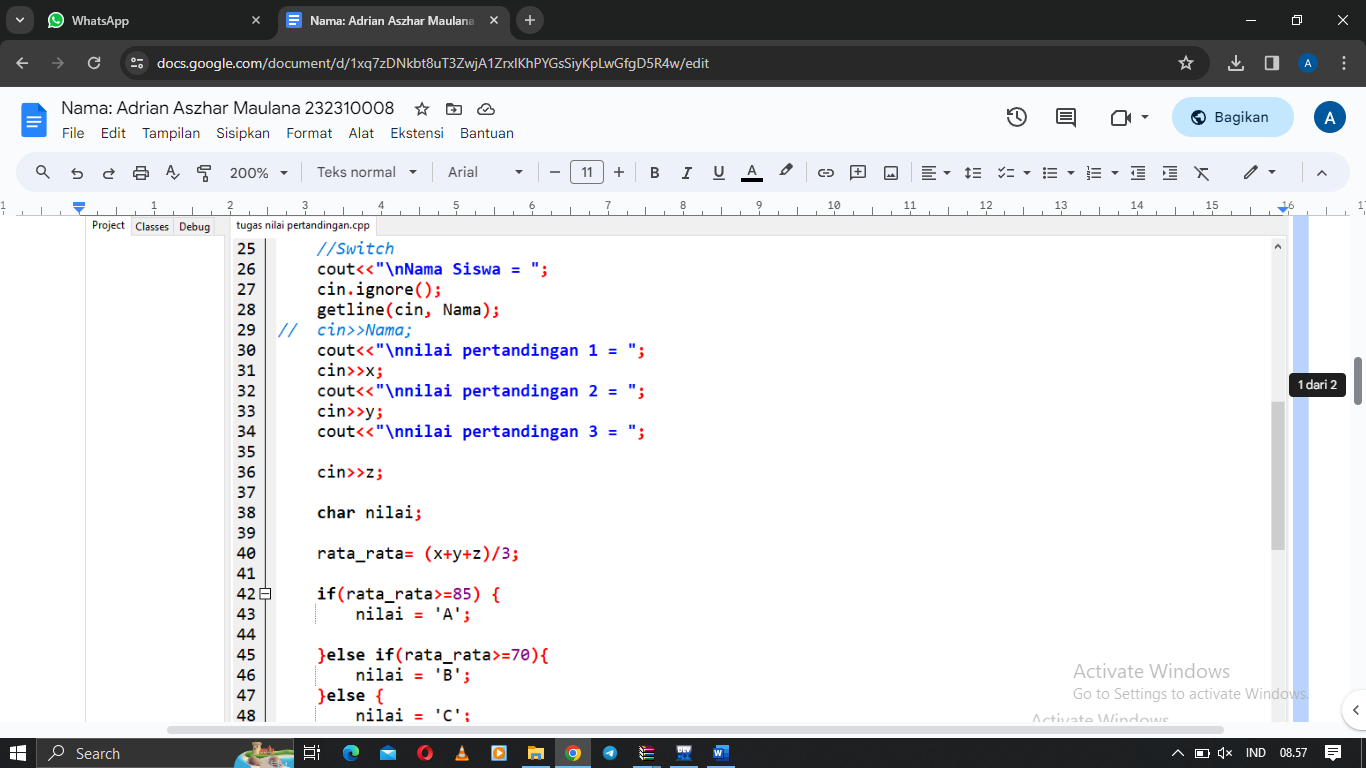 WhatsApp
Nama: Adrian Aszhar Maulana
docs.google.com/document/d/1xq7zDNkbt8uT3ZwjA1ZrxlKhPYGsSiyKpLwGfgD5R4w/edit
A
Nama: Adrian Aszhar Maulana 232310008
File Edit Tampilan Sisipkan Format Alat Ekstensi Bantuan
Bagikan
A
200% Teks normal Arial 11 B I U A
1 1 2 3 4 5 6 7 8 9 10 11 12 13 14 15 16 17
Project Classes Debug tugas nilai pertandingan.cpp
25 //Switch
26 cout<<"\nNama Siswa = ";
27 cin.ignore();
28 getline(cin, Nama);
29 // cin>>Nama;
30 cout<<"\nnilai pertandingan 1 = ";
31 cin>>x;
32 cout<<"\nnilai pertandingan 2 = ";
33 cin>>y;
34 cout<<"\nnilai pertandingan 3 = ";
35
36 cin>>z;
37
38 char nilai;
39
40 rata_rata= (x+y+z)/3;
41
42 if(rata_rata>=85) {
43 nilai = 'A';
44
45 }else if(rata_rata>=70){
46 nilai = 'B';
47 }else {
48 nilai = 'C';
1 dari 2
Activate Windows
Go to Settings to activate Windows.
Activate Windows
Search
IND 08.57